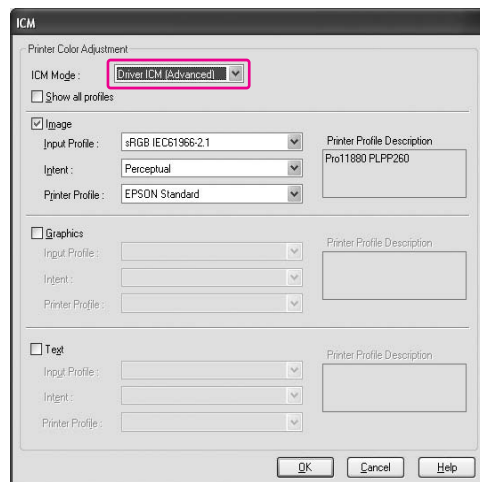 ICM
Printer Color Adjustment
ICM Mode :
Driver ICM (Advanced)
Show all profiles
Image
Input Profile :
sRGB IEC61966-2.1
Printer Profile Description
Intent :
Perceptual
Pro11880 PLPP260
Printer Profile :
EPSON Standard
Graphics
Input Profile :
Printer Profile Description
Intent :
Printer Profile :
Text
Input Profile :
Printer Profile Description
Intent :
Printer Profile :
OK Cancel Help